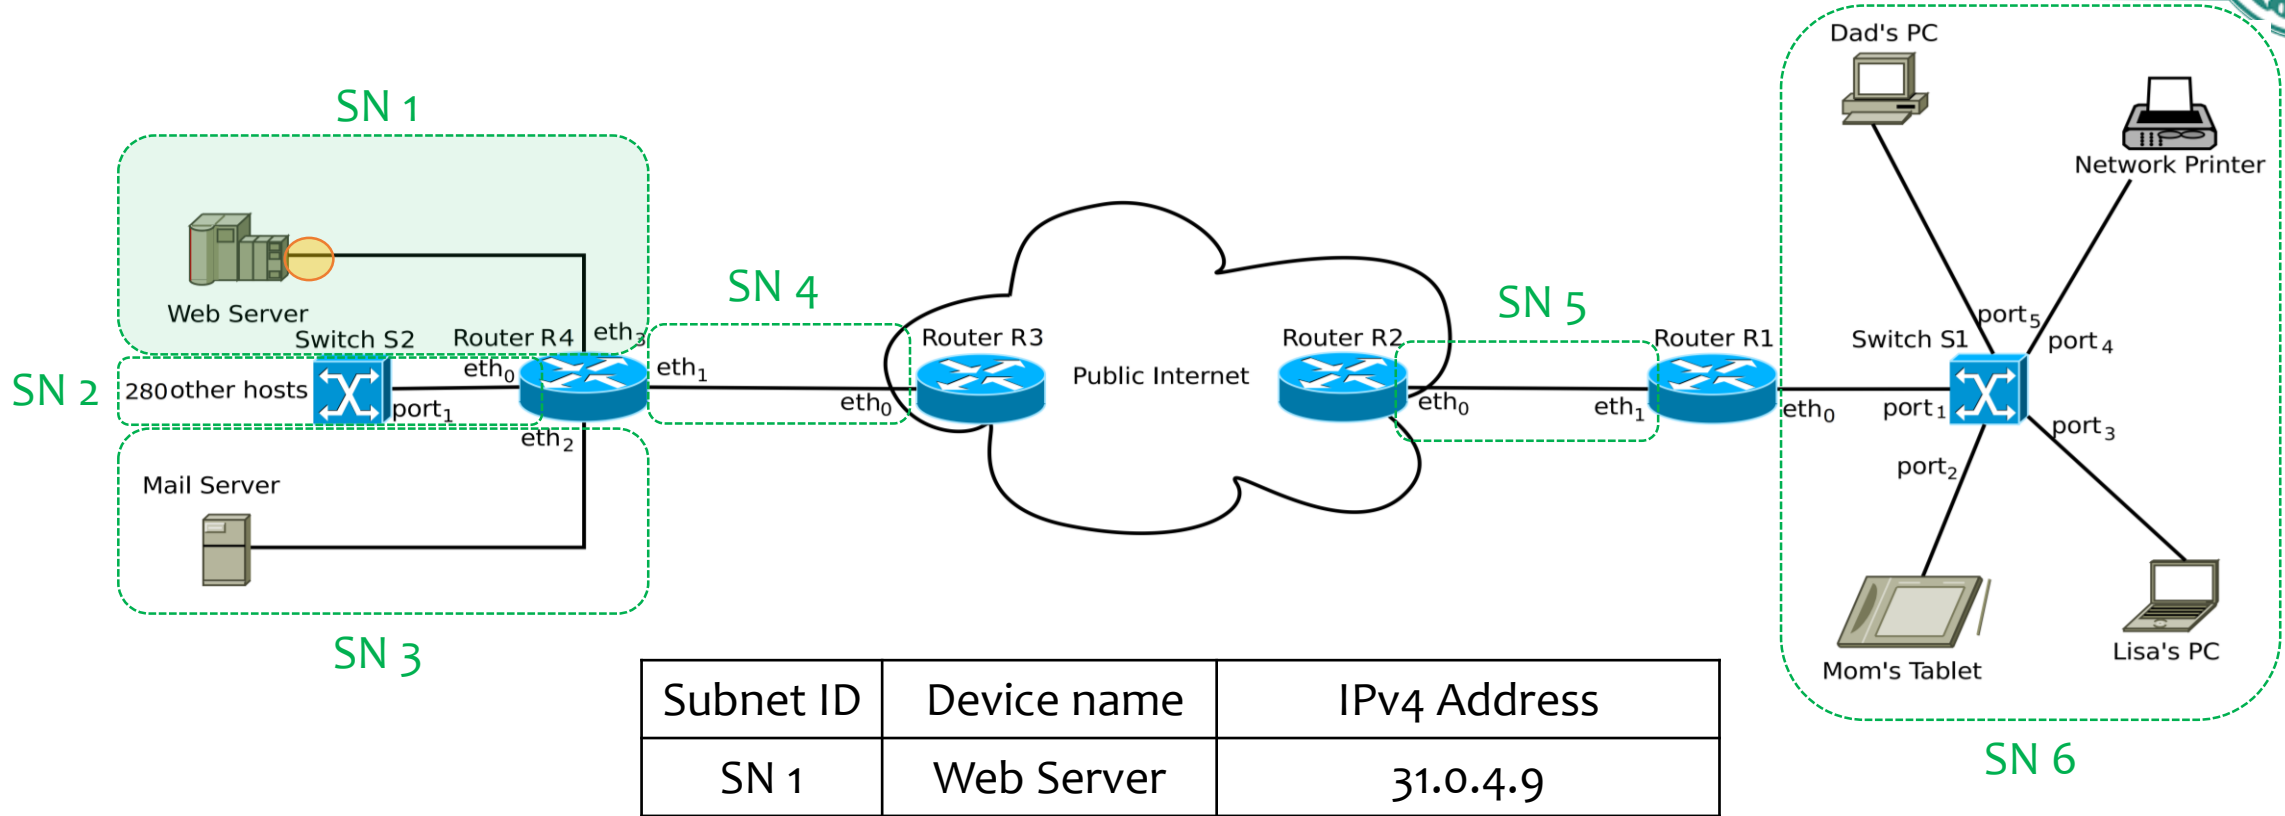 SN 1
Web Server
Switch S2
Router R4
eth3
SN 2
280 other hosts
port1
eth0
eth1
eth2
Mail Server
SN 3
SN 4
eth0
Router R3
Public Internet
Router R2
SN 5
eth0
eth1
Router R1
eth0
Switch S1
port1
port2
port3
port4
port5
Dad's PC
Network Printer
Mom's Tablet
Lisa's PC
SN 6
Subnet ID Device name IPv4 Address
SN 1 Web Server 31.0.4.9